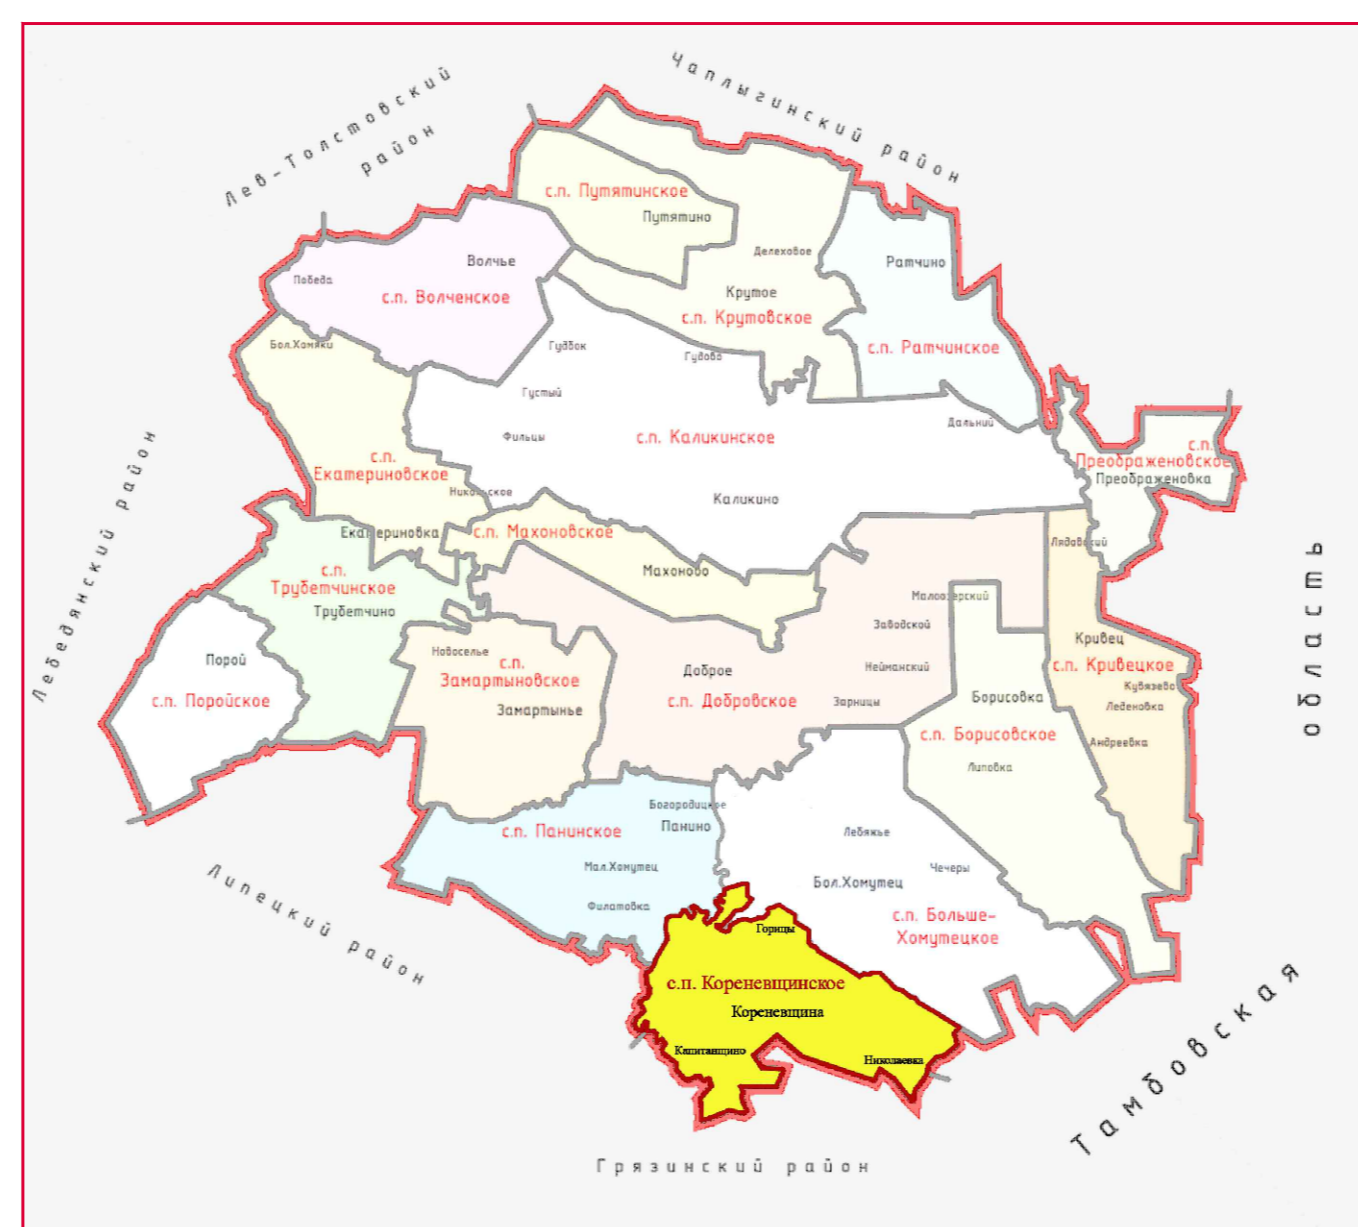 Чаплыгинский район
Лев-Толстовский
район
с.п. Путятинское
Путятино
Делеховое
Волчье
Ратчино
Победа
с.п. Волченское
Крутое
с.п. Крутовское
Бол.Хомяки
Гудбок
Гудово
с.п. Ратчинское
Густый
Дальний
Фильцы
с.п. Каликинское
с.п.
Преображеновское
Преображеновка
с.п.
Екатериновское
Никольское
Каликино
Екатериновка
с.п. Махоновское
Лядовский
Махоново
с.п.
Трубетчинское
Трубетчино
Малоозерский
Заводской
Кривец
с.п. Кривецкое
Кувязево
Леденовка
Андреевка
Лебедянский район
Порой
с.п. Поройское
Новоселье
с.п.
Замартыновское
Замартынье
Доброе
с.п. Добровское
Нейманский
Зарницы
Борисовка
с.п. Борисовское
Липовка
область
Богородицкое
с.п. Панинское
Панино
Лебяжье
Мал.Хомутец
Бол.Хомутец
Чечеры
Филатовка
с.п. Больше-
Хомутецкое
Липецкий район
Горицы
с.п. Кореневщинское
Кореневщина
Капитанщино
Николаевка
Тамбовская
Грязинский район